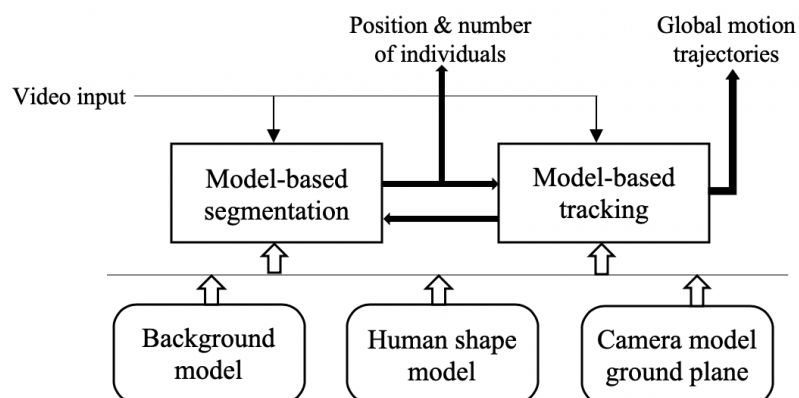 Position & number
of individuals
Global motion
trajectories
Video input
Model-based
segmentation
Model-based
tracking
Background
model
Human shape
model
Camera model
ground plane